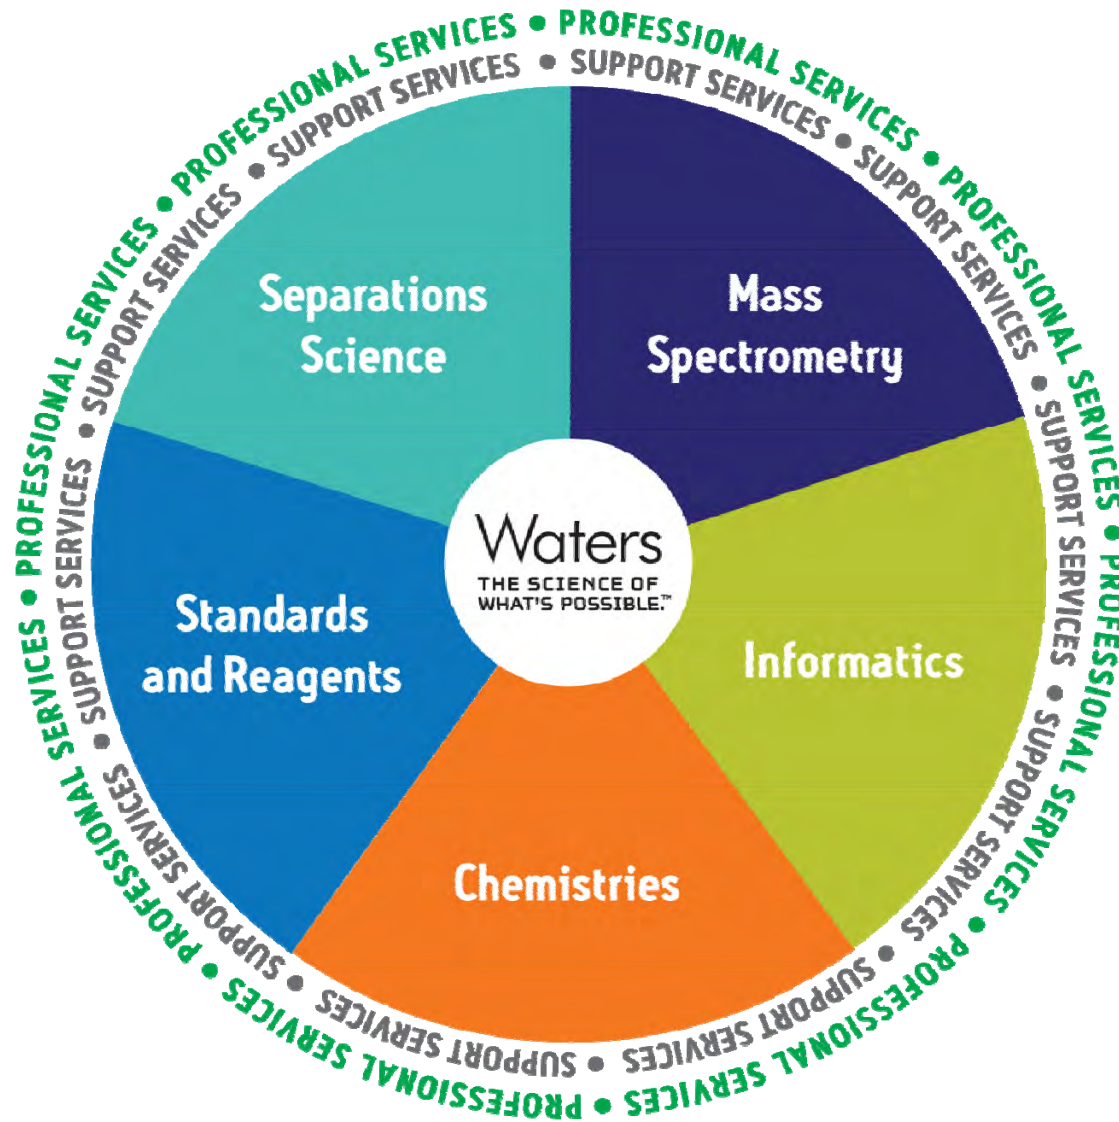 PROFESSIONAL SERVICES • PROFESSIONAL SERVICES • PROFESSIONAL SERVICES • PROFESSIONAL SERVICES • PROFESSIONAL SERVICES • PROFESSIONAL SERVICES • PROFESSIONAL SERVICES • PROFESSIONAL SERVICES •
SUPPORT SERVICES • SUPPORT SERVICES • SUPPORT SERVICES • SUPPORT SERVICES • SUPPORT SERVICES • SUPPORT SERVICES • SUPPORT SERVICES • SUPPORT SERVICES • SUPPORT SERVICES • SUPPORT SERVICES •
Separations
Science
Mass
Spectrometry
Waters
THE SCIENCE OF
WHAT'S POSSIBLE.™
Standards
and Reagents
Informatics
Chemistries